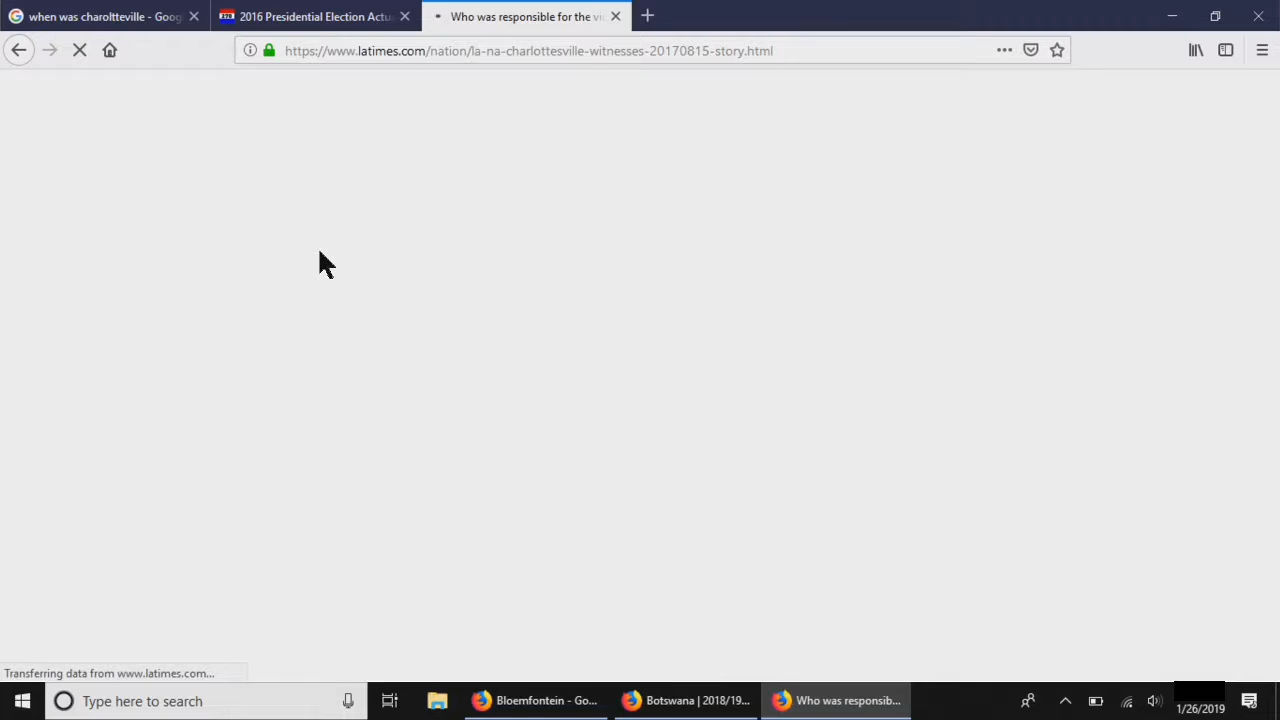 when was charoltteville - Goog
2016 Presidential Election Actu
Who was responsible for the vi
https://www.latimes.com/nation/la-na-charlottesville-witnesses-20170815-story.html
Transferring data from www.latimes.com...
Type here to search
Bloemfontein - Go...
Botswana | 2018/19...
Who was responsib...
1/26/2019